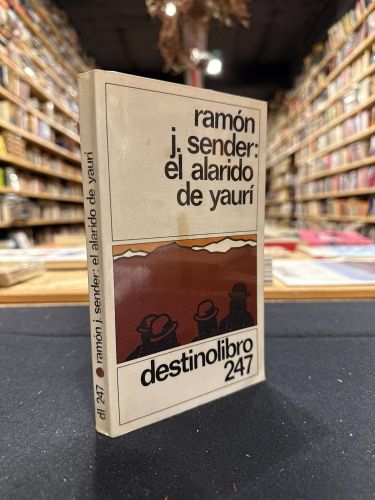 ramón
j. sender:
el alarido
de yaurí
destinolibro
247
dl 247 ● ramón j. sender: el alarido de yaurí